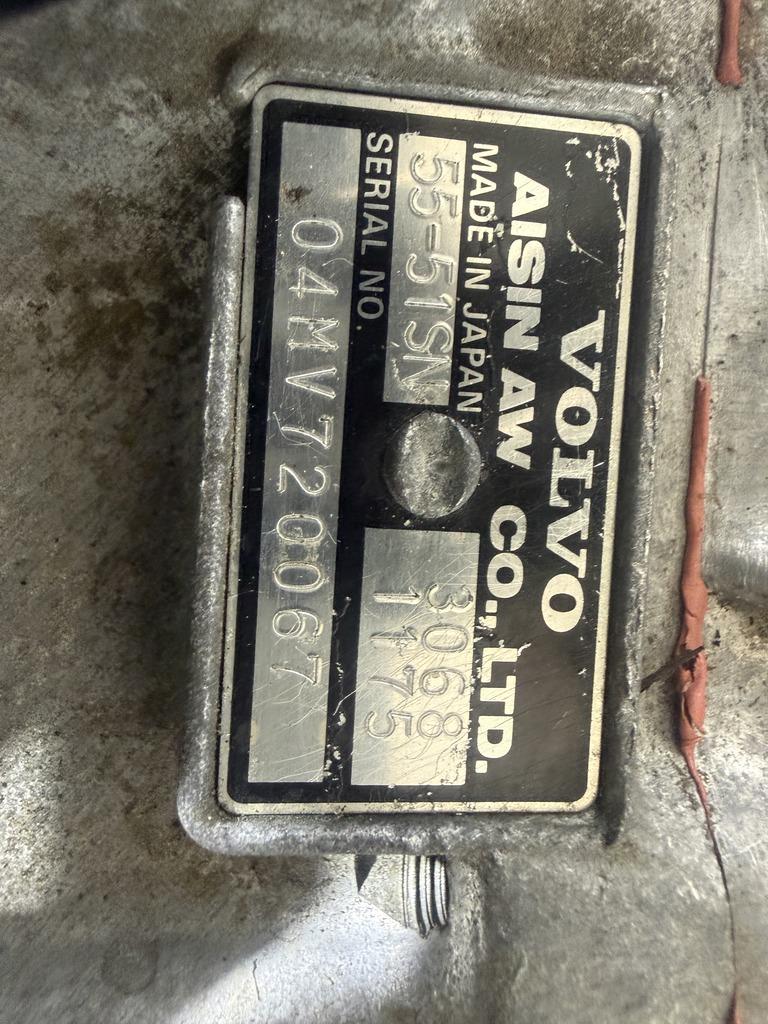 VOLVO
AISIN AW CO., LTD.
MADE IN JAPAN
55-51SN
3068
1175
SERIAL NO
04MV720067